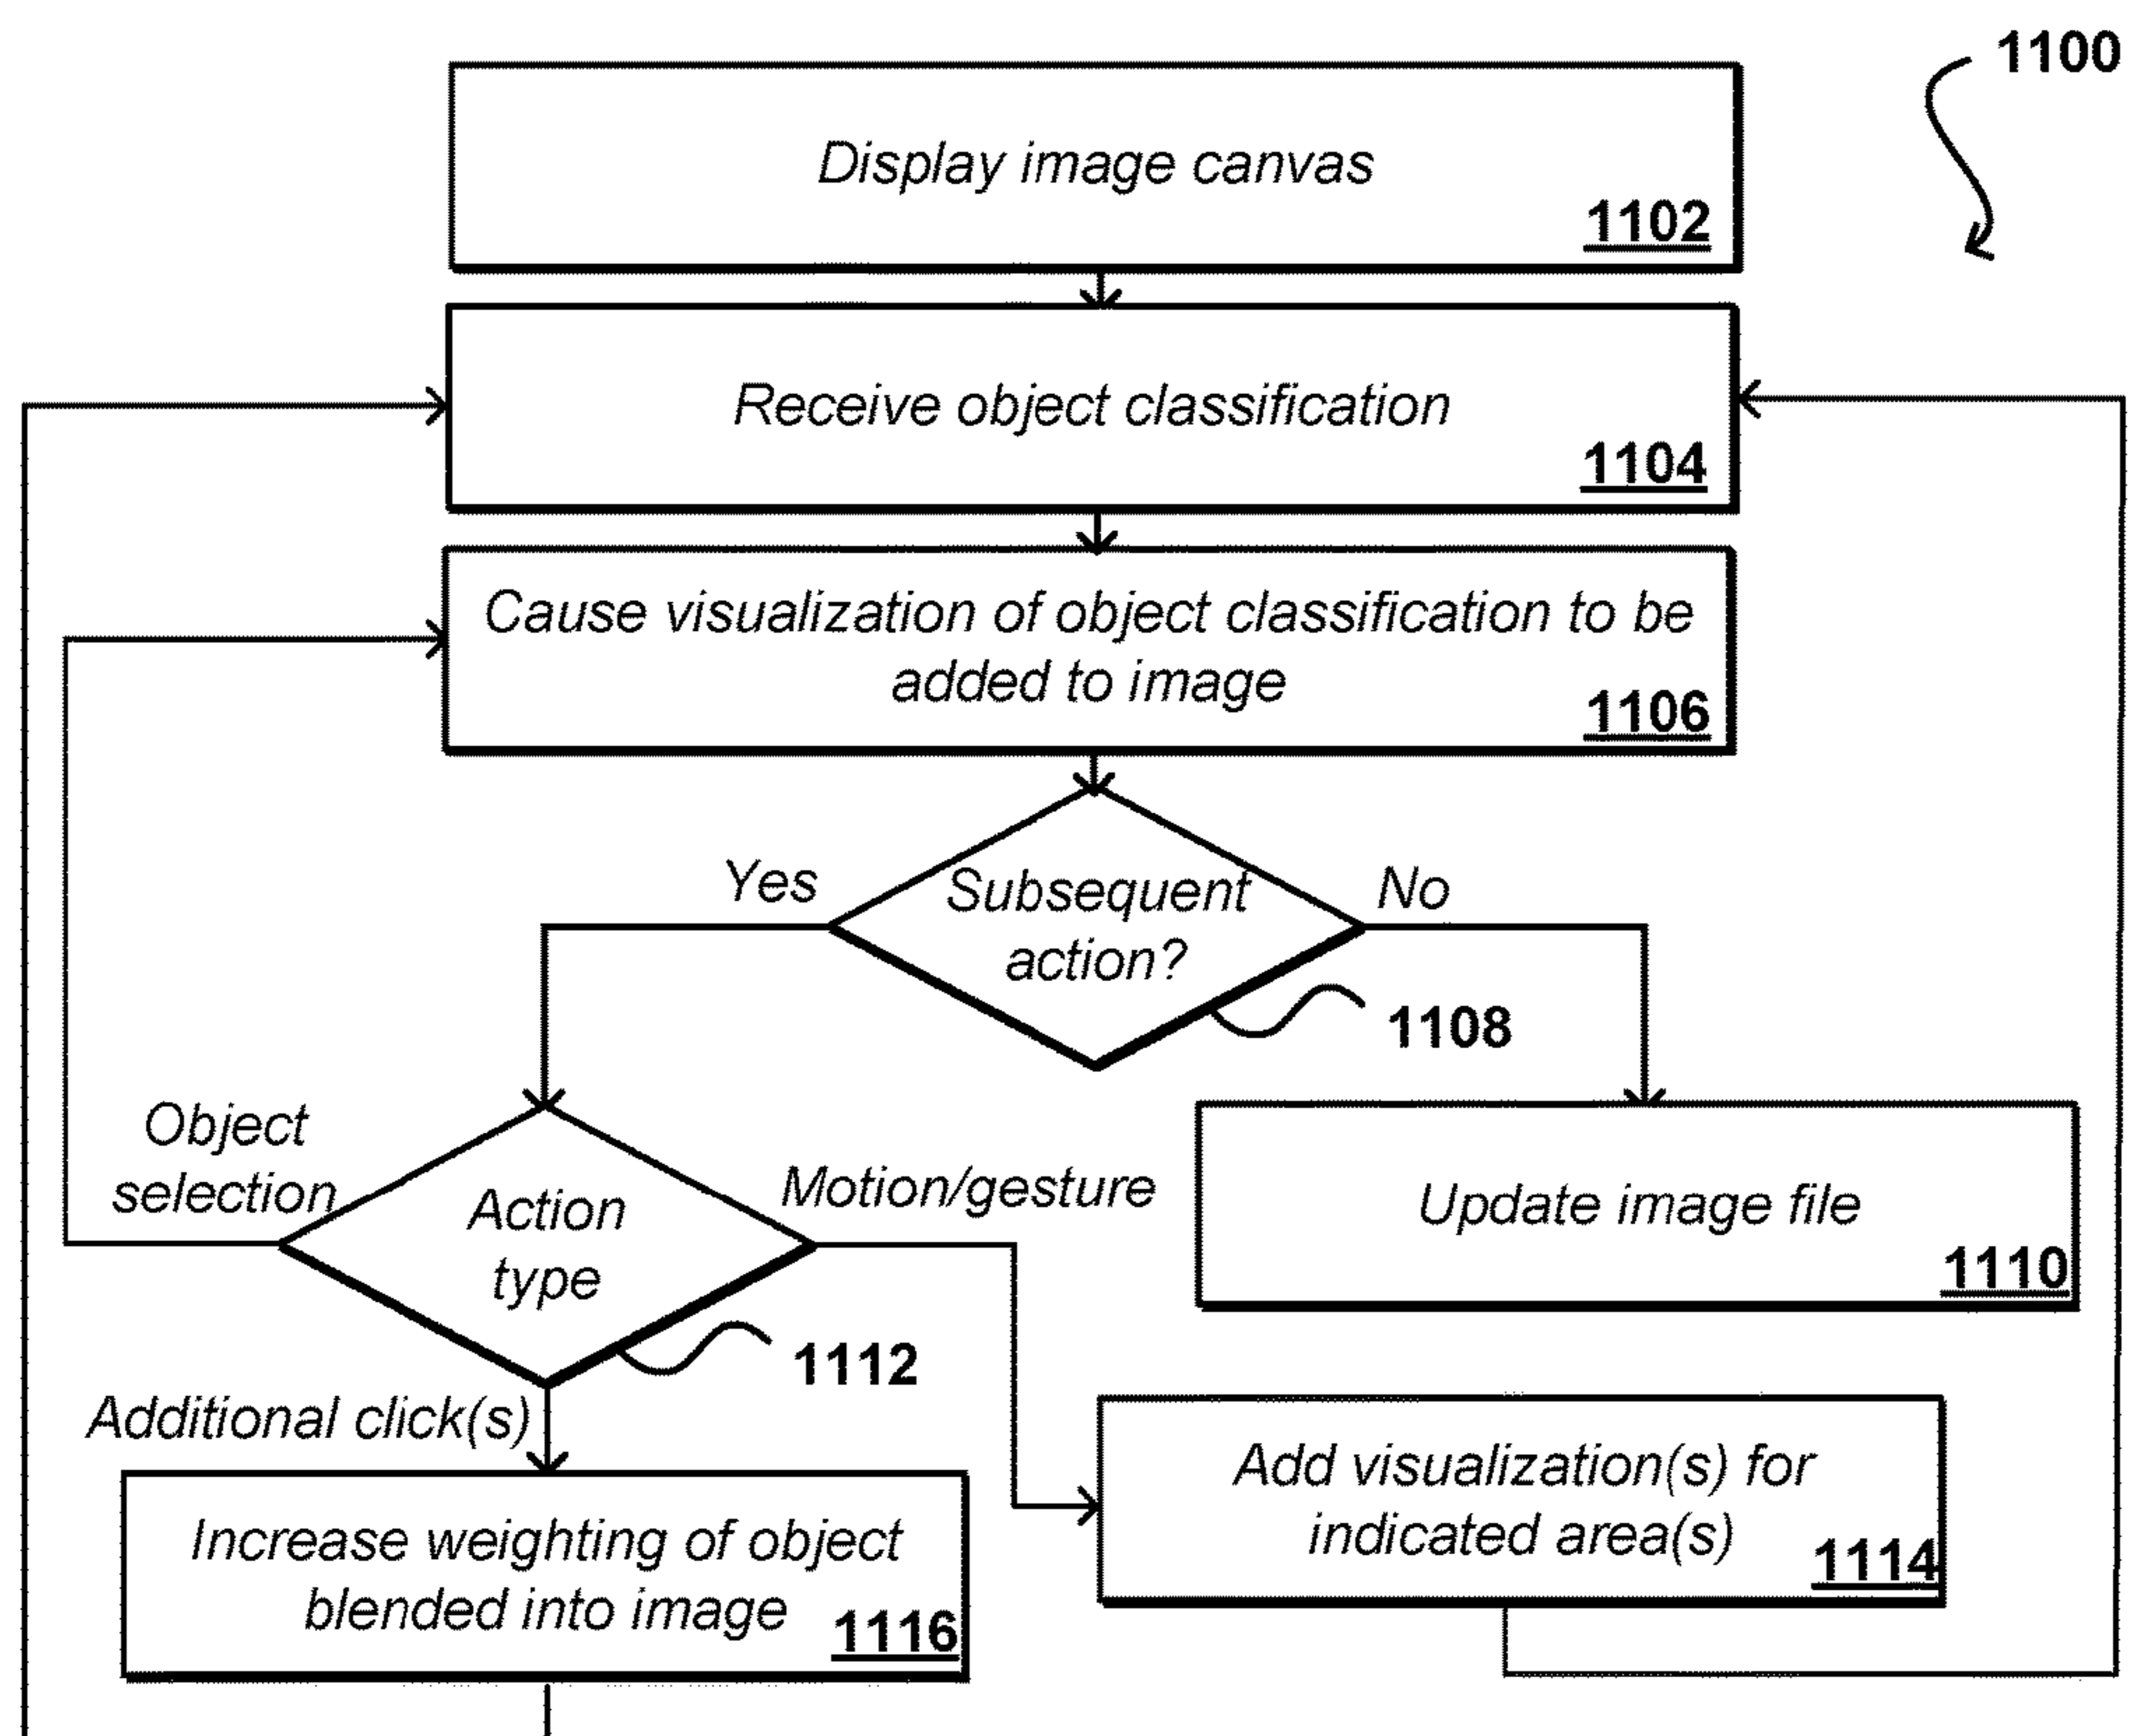 1100
Display image canvas
1102
Receive object classification
1104
Cause visualization of object classification to be
added to image
1106
Yes
Subsequent
action?
No
1108
Object
selection
Action
type
Motion/gesture
1112
Update image file
1110
Additional click(s)
Add visualization(s) for
indicated area(s)
1114
Increase weighting of object
blended into image
1116